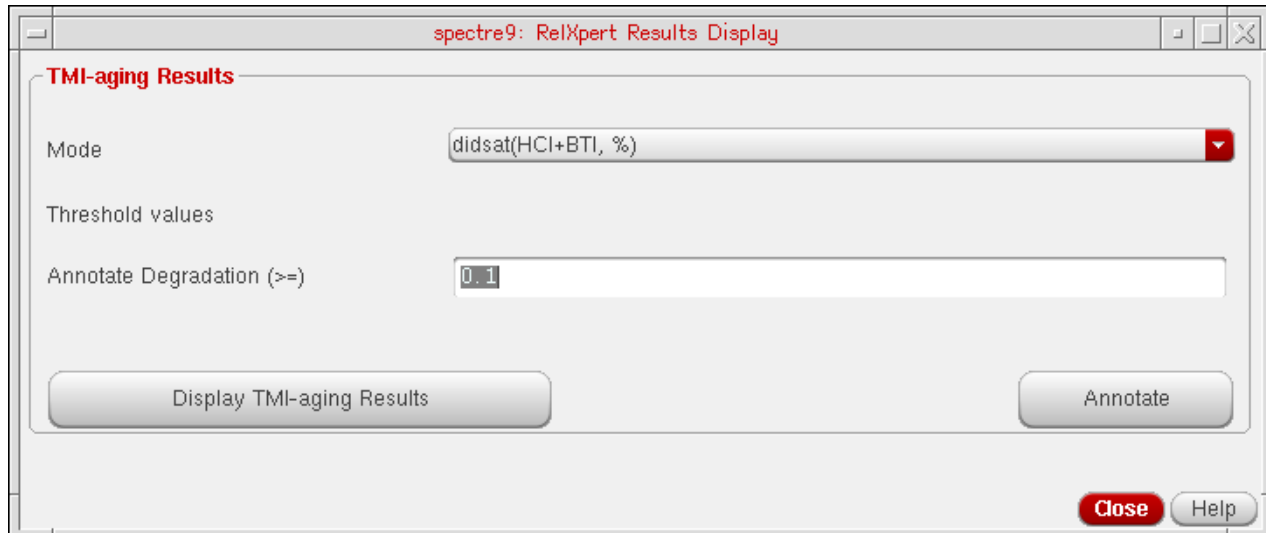 spectre9: RelXpert Results Display
TMI-aging Results
Mode
didsat(HCI+BTI, %)
Threshold values
Annotate Degradation (>=)
0.1
Display TMI-aging Results
Annotate
Close
Help